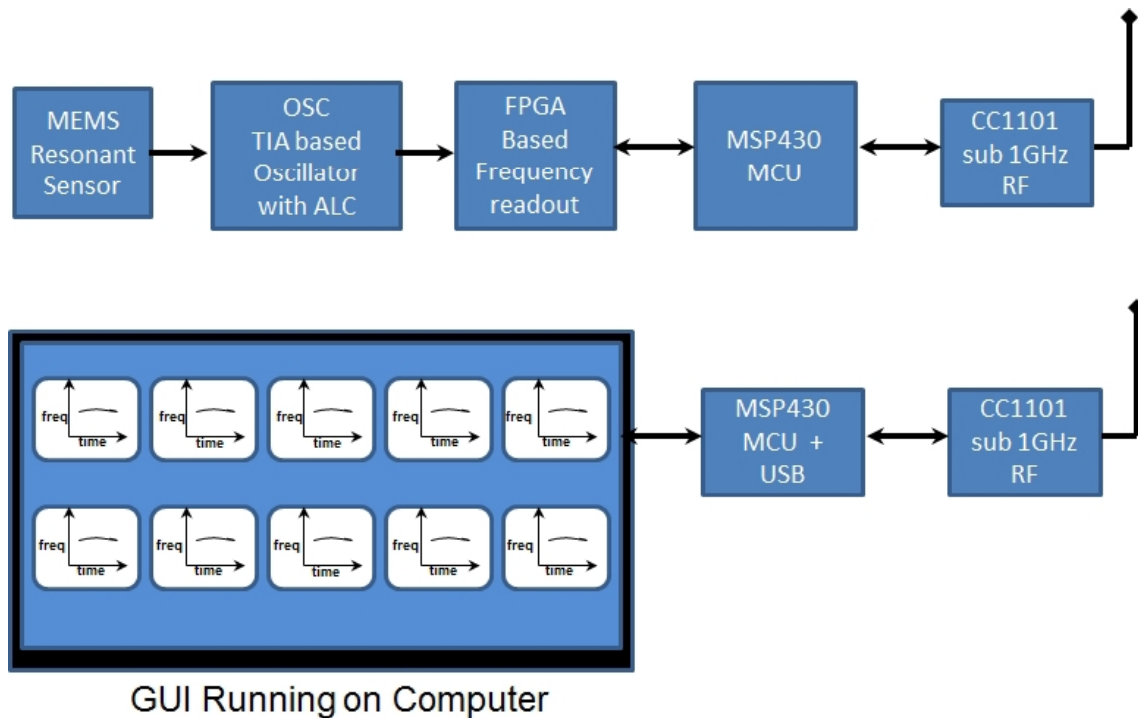 MEMS
Resonant
Sensor
OSC
TIA based
Oscillator
with ALC
FPGA
Based
Frequency
readout
MSP430
MCU
CC1101
sub 1GHz
RF
freq
time
freq
time
freq
time
freq
time
freq
time
freq
time
freq
time
freq
time
freq
time
freq
time
MSP430
MCU +
USB
CC1101
sub 1GHz
RF
GUI Running on Computer